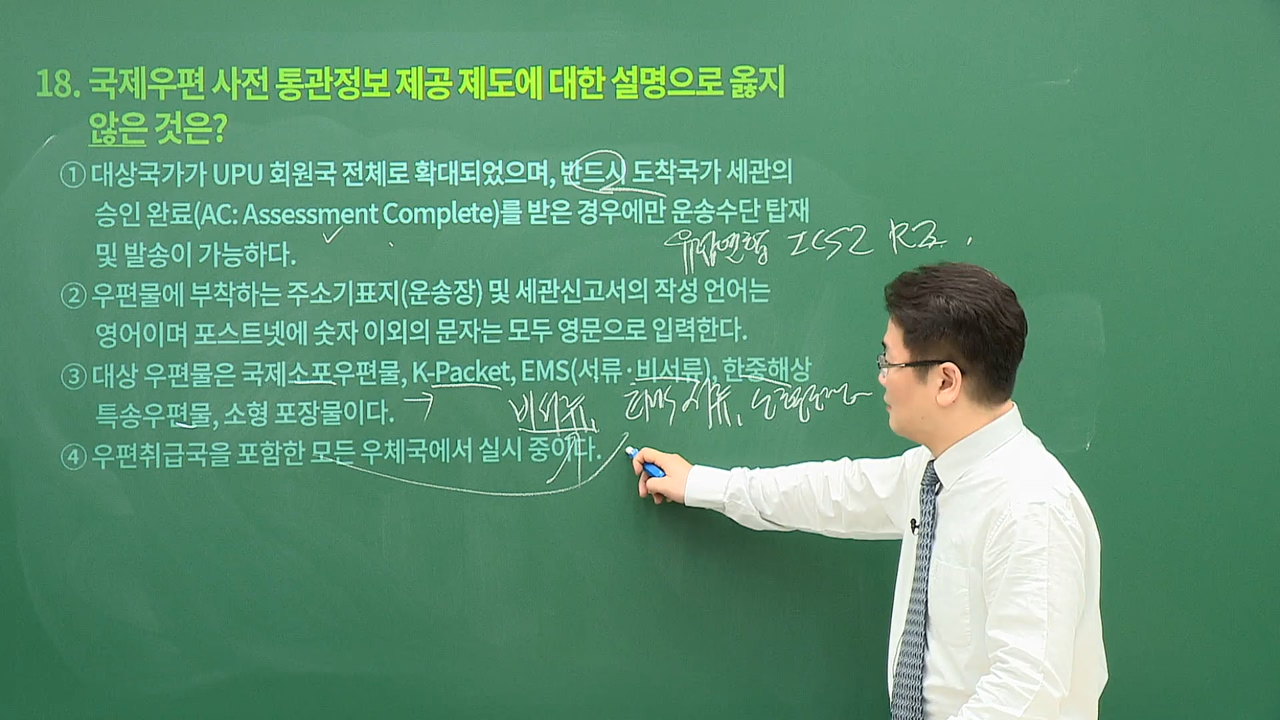 18. 국제우편 사전 통관정보 제공 제도에 대한 설명으로 옳지
않은 것은?
① 대상국가가 UPU 회원국 전체로 확대되었으며, 반드시 도착국가 세관의
승인 완료(AC: Assessment Complete)를 받은 경우에만 운송수단 탑재
및 발송이 가능하다.
유럽연합 ICS2 R3
② 우편물에 부착하는 주소기표지(운송장) 및 세관신고서의 작성 언어는
영어이며 포스트넷에 숫자 이외의 문자는 모두 영문으로 입력한다.
③ 대상 우편물은 국제소포우편물, K-Packet, EMS(서류·비서류), 한중해상
특송우편물, 소형 포장물이다. → 비서류, EMS 서류,
④ 우편취급국을 포함한 모든 우체국에서 실시 중이다.